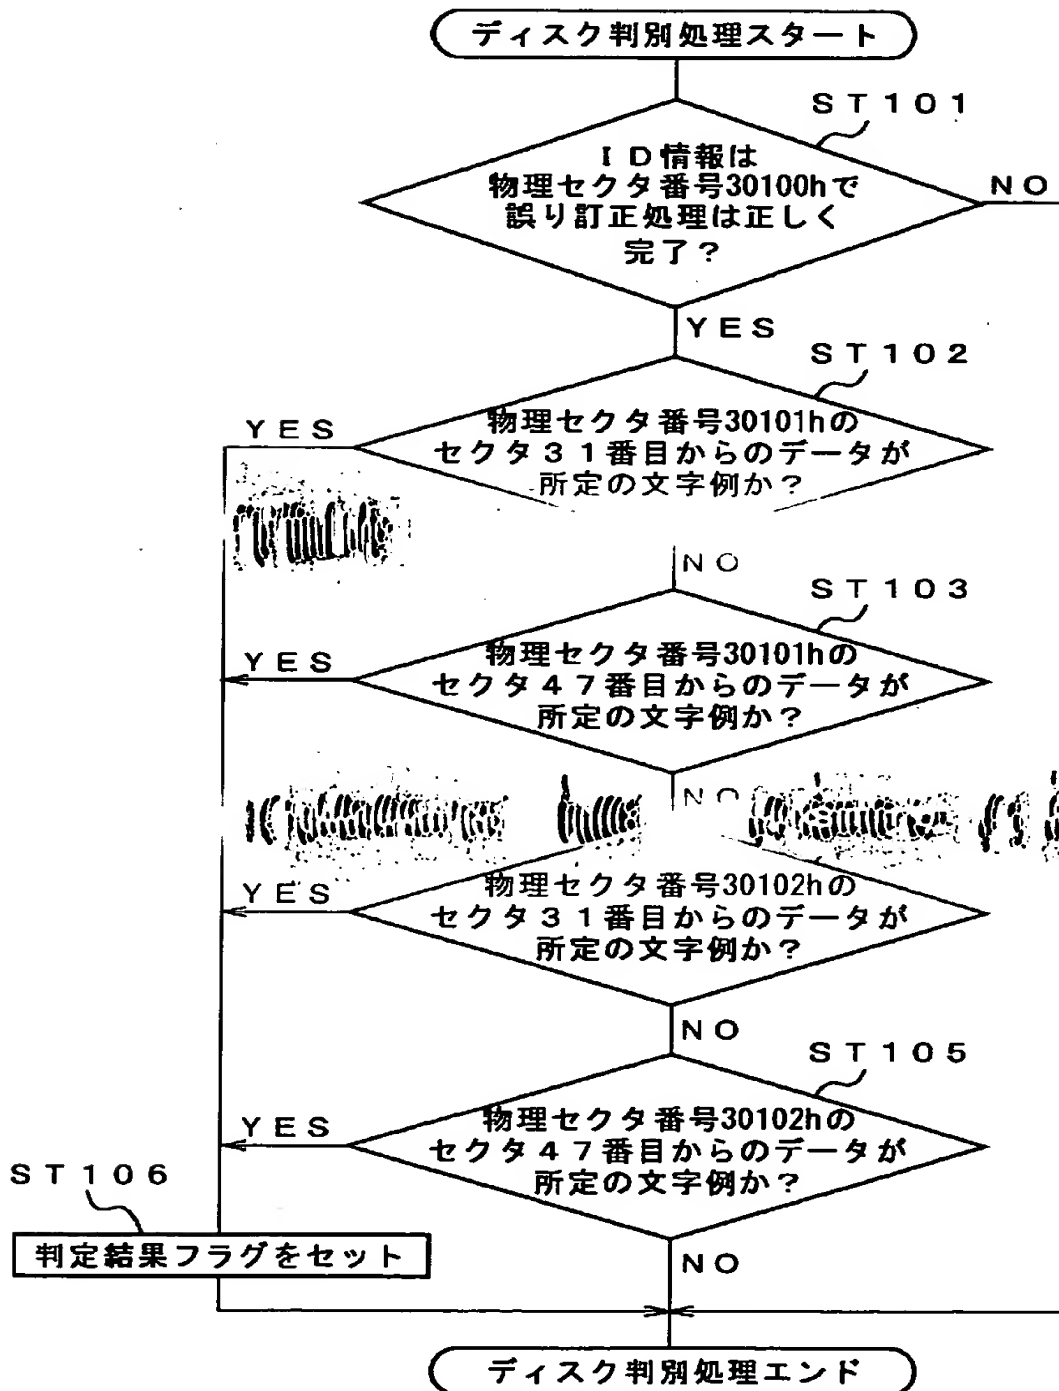 ディスク判別処理スタート
ST101
ID情報は
物理セクタ番号30100hで
誤り訂正処理は正しく
完了?
NO
YES
ST102
物理セクタ番号30101hの
セクタ31番目からのデータが
所定の文字例か?
YES
NO
ST103
物理セクタ番号30101hの
セクタ47番目からのデータが
所定の文字例か?
YES
NO
物理セクタ番号30102hの
セクタ31番目からのデータが
所定の文字例か?
YES
NO
ST105
物理セクタ番号30102hの
セクタ47番目からのデータが
所定の文字例か?
YES
ST106
判定結果フラグをセット
NO
ディスク判別処理エンド